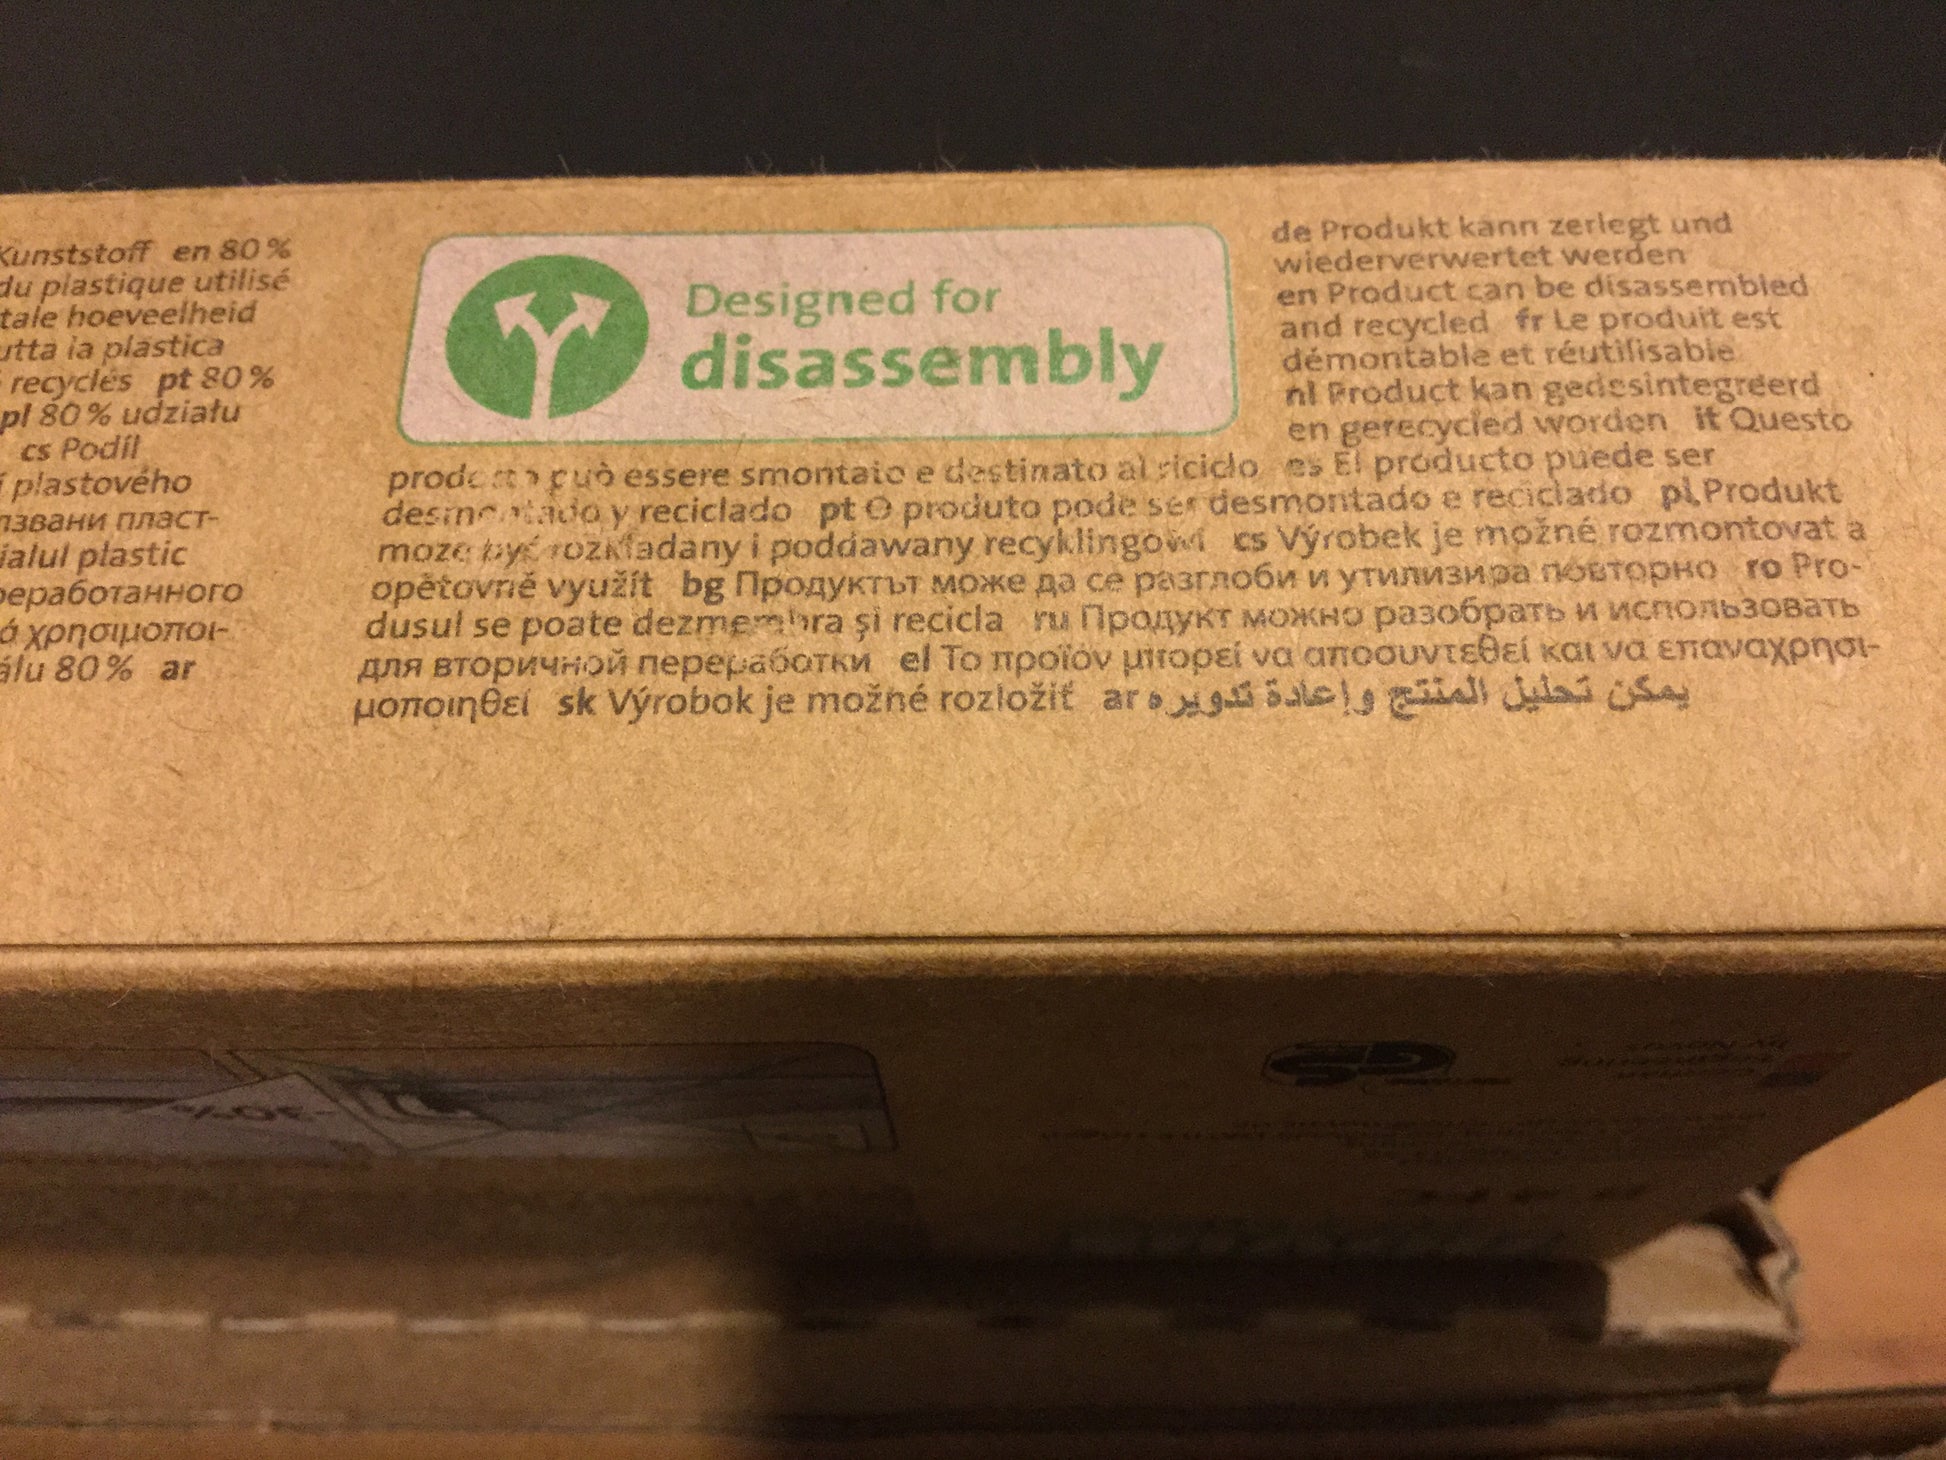 Kunststoff en 80 %
du plastique utilisé
tale hoeveelheid
utta la plastica
recyclés pt 80 %
pl 80 % udziału
cs Podíl
í plastového
лзвани пласт-
ialul plastic
реработанного
ά χρησιμοποι-
álu 80 % ar
Designed for
disassembly
de Produkt kann zerlegt und
wiederverwertet werden
en Product can be disassembled
and recycled fr Le produit est
démontable et réutilisable
nl Product kan gedesintegreerd
en gerecycled worden it Questo
prodotto può essere smontato e destinato al riciclo es El producto puede ser
desmontado y reciclado pt O produto pode ser desmontado e reciclado pl Produkt
może być rozkładany i poddawany recyklingowi cs Výrobek je možné rozmontovat a
opětovně využít bg Продуктът може да се разглоби и утилизира повторно ro Pro-
dusul se poate dezmembra și recicla ru Продукт можно разобрать и использовать
для вторичной переработки el Το προϊόν μπορεί να αποσυντεθεί και να επαναχρησι-
μοποιηθεί sk Výrobok je možné rozložiť ar يمكن تحليل المنتج وإعادة تدويره